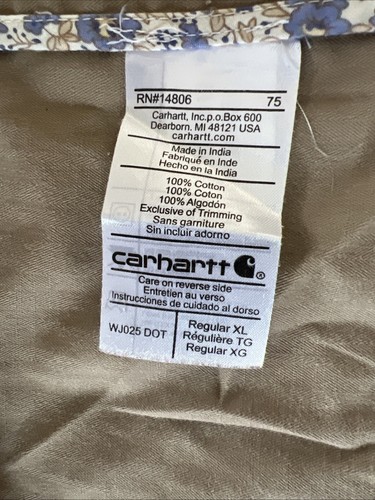 RN#14806 75
Carhartt, Inc.p.o.Box 600
Dearborn, MI 48121 USA
carhartt.com
Made in India
Fabriqué en Inde
Hecho en la India
100% Cotton
100% Coton
100% Algodón
Exclusive of Trimming
Sans garniture
Sin incluir adorno
carhartt ®
Care on reverse side
Entretien au verso
Instrucciones de cuidado al dorso
WJ025 DOT
Regular XL
Régulière TG
Regular XG